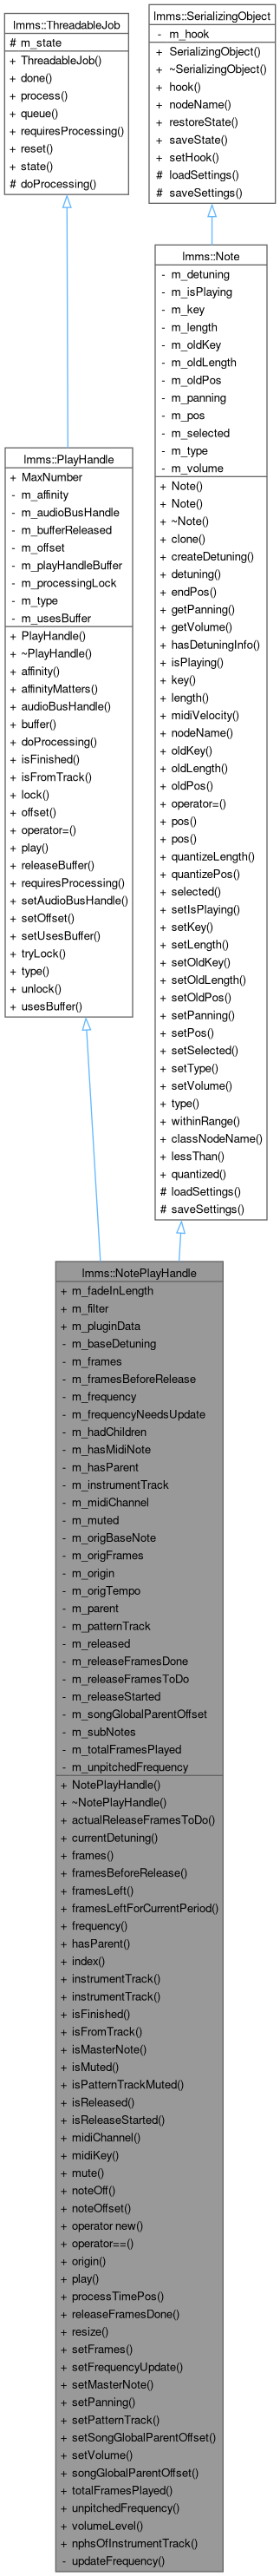 lmms::ThreadableJob
# m_state
+ ThreadableJob()
+ done()
+ process()
+ queue()
+ requiresProcessing()
+ reset()
+ state()
# doProcessing()
lmms::SerializingObject
- m_hook
+ SerializingObject()
+ ~SerializingObject()
+ hook()
+ nodeName()
+ restoreState()
+ saveState()
+ setHook()
# loadSettings()
# saveSettings()
lmms::Note
- m_detuning
- m_isPlaying
- m_key
- m_length
- m_oldKey
- m_oldLength
- m_oldPos
- m_panning
- m_pos
- m_selected
- m_type
- m_volume
+ Note()
+ Note()
+ ~Note()
+ clone()
+ createDetuning()
+ detuning()
+ endPos()
+ getPanning()
+ getVolume()
+ hasDetuningInfo()
+ isPlaying()
+ key()
+ length()
+ midiVelocity()
+ nodeName()
+ oldKey()
+ oldLength()
+ oldPos()
+ operator=()
+ pos()
+ pos()
+ quantizeLength()
+ quantizePos()
+ selected()
+ setIsPlaying()
+ setKey()
+ setLength()
+ setOldKey()
+ setOldLength()
+ setOldPos()
+ setPanning()
+ setPos()
+ setSelected()
+ setType()
+ setVolume()
+ type()
+ withinRange()
+ classNodeName()
+ lessThan()
+ quantized()
# loadSettings()
# saveSettings()
lmms::PlayHandle
+ MaxNumber
- m_affinity
- m_audioBusHandle
- m_bufferReleased
- m_offset
- m_playHandleBuffer
- m_processingLock
- m_type
- m_usesBuffer
+ PlayHandle()
+ ~PlayHandle()
+ affinity()
+ affinityMatters()
+ audioBusHandle()
+ buffer()
+ doProcessing()
+ isFinished()
+ isFromTrack()
+ lock()
+ offset()
+ operator=()
+ play()
+ releaseBuffer()
+ requiresProcessing()
+ setAudioBusHandle()
+ setOffset()
+ setUsesBuffer()
+ tryLock()
+ type()
+ unlock()
+ usesBuffer()
lmms::NotePlayHandle
+ m_fadeInLength
+ m_filter
+ m_pluginData
- m_baseDetuning
- m_frames
- m_framesBeforeRelease
- m_frequency
- m_frequencyNeedsUpdate
- m_hadChildren
- m_hasMidiNote
- m_hasParent
- m_instrumentTrack
- m_midiChannel
- m_muted
- m_origBaseNote
- m_origFrames
- m_origin
- m_origTempo
- m_parent
- m_patternTrack
- m_released
- m_releaseFramesDone
- m_releaseFramesToDo
- m_releaseStarted
- m_songGlobalParentOffset
- m_subNotes
- m_totalFramesPlayed
- m_unpitchedFrequency
+ NotePlayHandle()
+ ~NotePlayHandle()
+ actualReleaseFramesToDo()
+ currentDetuning()
+ frames()
+ framesBeforeRelease()
+ framesLeft()
+ framesLeftForCurrentPeriod()
+ frequency()
+ hasParent()
+ index()
+ instrumentTrack()
+ instrumentTrack()
+ isFinished()
+ isFromTrack()
+ isMasterNote()
+ isMuted()
+ isPatternTrackMuted()
+ isReleased()
+ isReleaseStarted()
+ midiChannel()
+ midiKey()
+ mute()
+ noteOff()
+ noteOffset()
+ operator new()
+ operator==()
+ origin()
+ play()
+ processTimePos()
+ releaseFramesDone()
+ resize()
+ setFrames()
+ setFrequencyUpdate()
+ setMasterNote()
+ setPanning()
+ setPatternTrack()
+ setSongGlobalParentOffset()
+ setVolume()
+ songGlobalParentOffset()
+ totalFramesPlayed()
+ unpitchedFrequency()
+ volumeLevel()
+ nphsOfInstrumentTrack()
- updateFrequency()